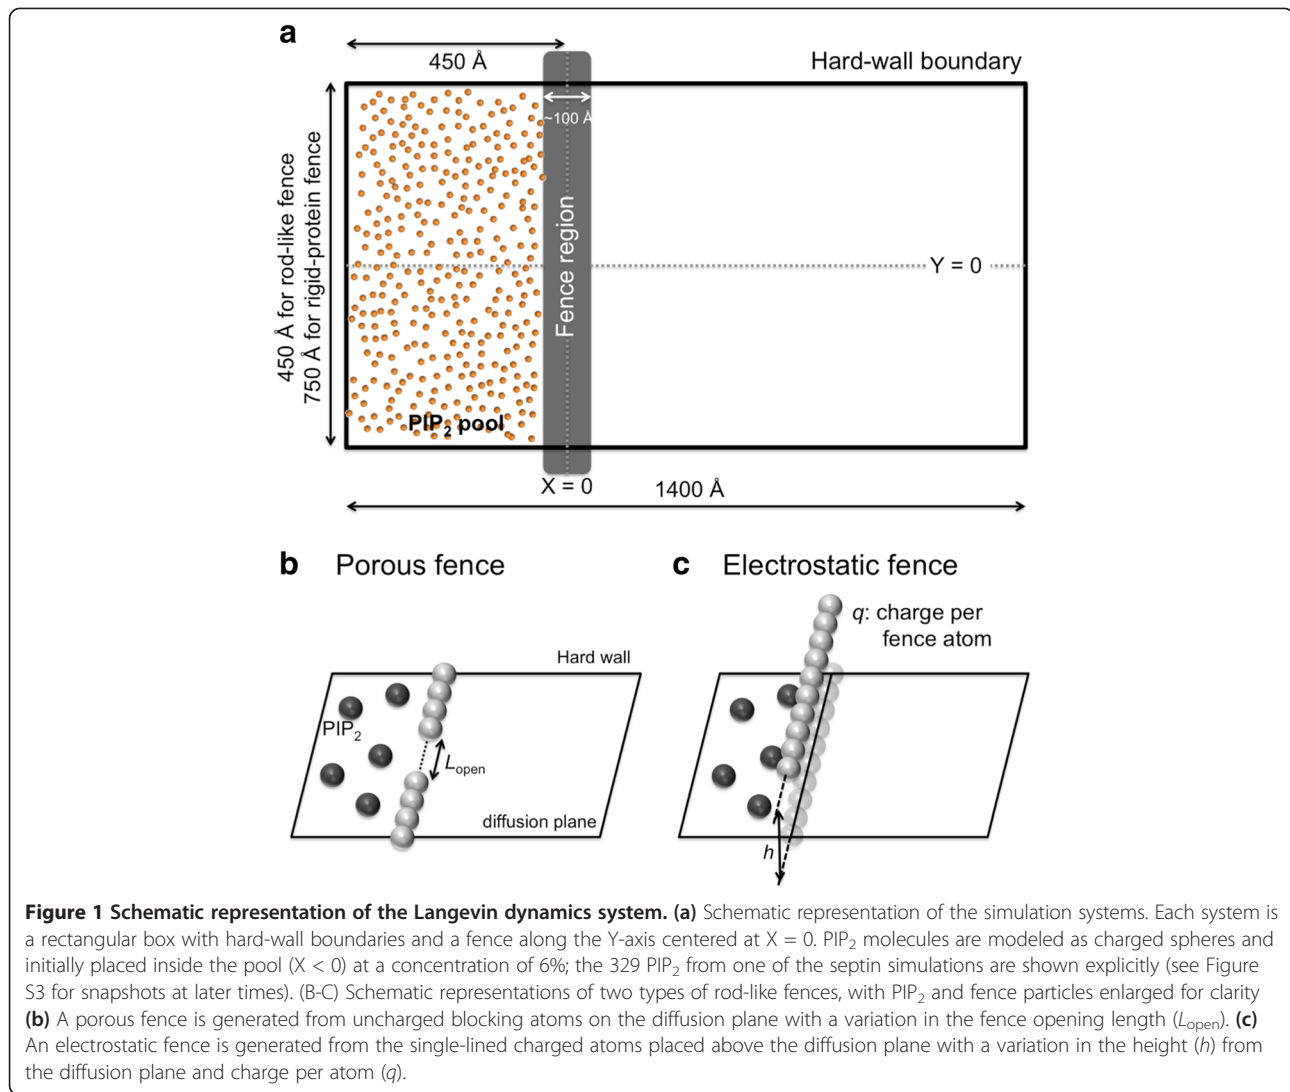 a
450 Å
Hard-wall boundary
~100 Å
450 Å for rod-like fence
750 Å for rigid-protein fence
Fence region
Y = 0
PIP₂ pool
X = 0
1400 Å
b Porous fence
Hard wall
PIP₂
Lopen
diffusion plane
c Electrostatic fence
q: charge per
fence atom
h
Figure 1 Schematic representation of the Langevin dynamics system. (a) Schematic representation of the simulation systems. Each system is
a rectangular box with hard-wall boundaries and a fence along the Y-axis centered at X = 0. PIP₂ molecules are modeled as charged spheres and
initially placed inside the pool (X < 0) at a concentration of 6%; the 329 PIP₂ from one of the septin simulations are shown explicitly (see Figure
S3 for snapshots at later times). (B-C) Schematic representations of two types of rod-like fences, with PIP₂ and fence particles enlarged for clarity
(b) A porous fence is generated from uncharged blocking atoms on the diffusion plane with a variation in the fence opening length (Lopen). (c)
An electrostatic fence is generated from the single-lined charged atoms placed above the diffusion plane with a variation in the height (h) from
the diffusion plane and charge per atom (q).